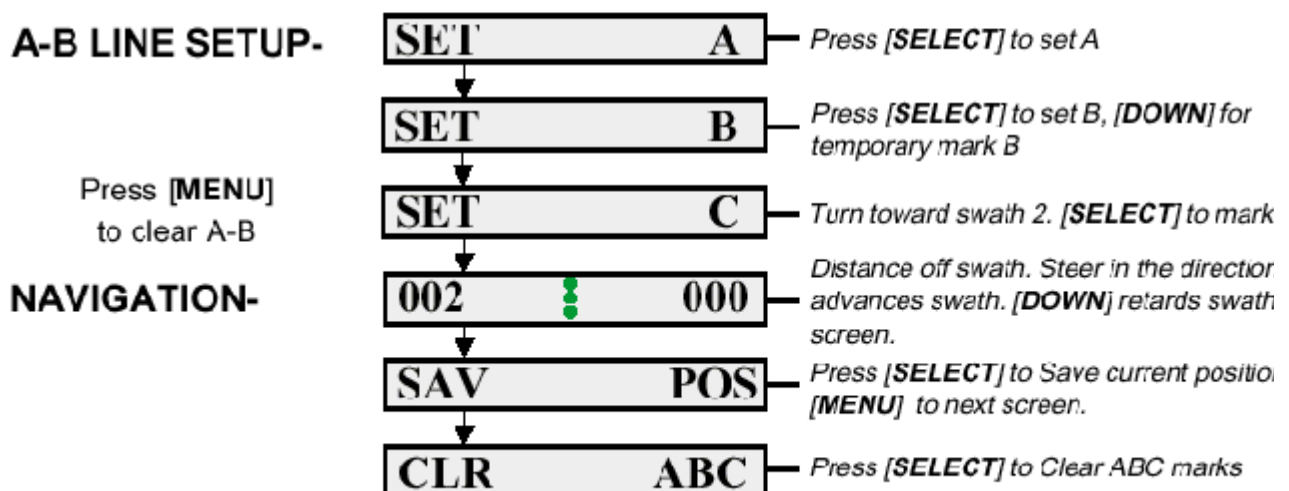 A-B LINE SETUP-
SET A
Press [SELECT] to set A
SET B
Press [SELECT] to set B, [DOWN] for
temporary mark B
Press [MENU]
to clear A-B
SET C
Turn toward swath 2. [SELECT] to mark
NAVIGATION-
002 000
Distance off swath. Steer in the direction
advances swath. [DOWN] retards swath
screen.
SAV POS
Press [SELECT] to Save current positio
[MENU] to next screen.
CLR ABC
Press [SELECT] to Clear ABC marks